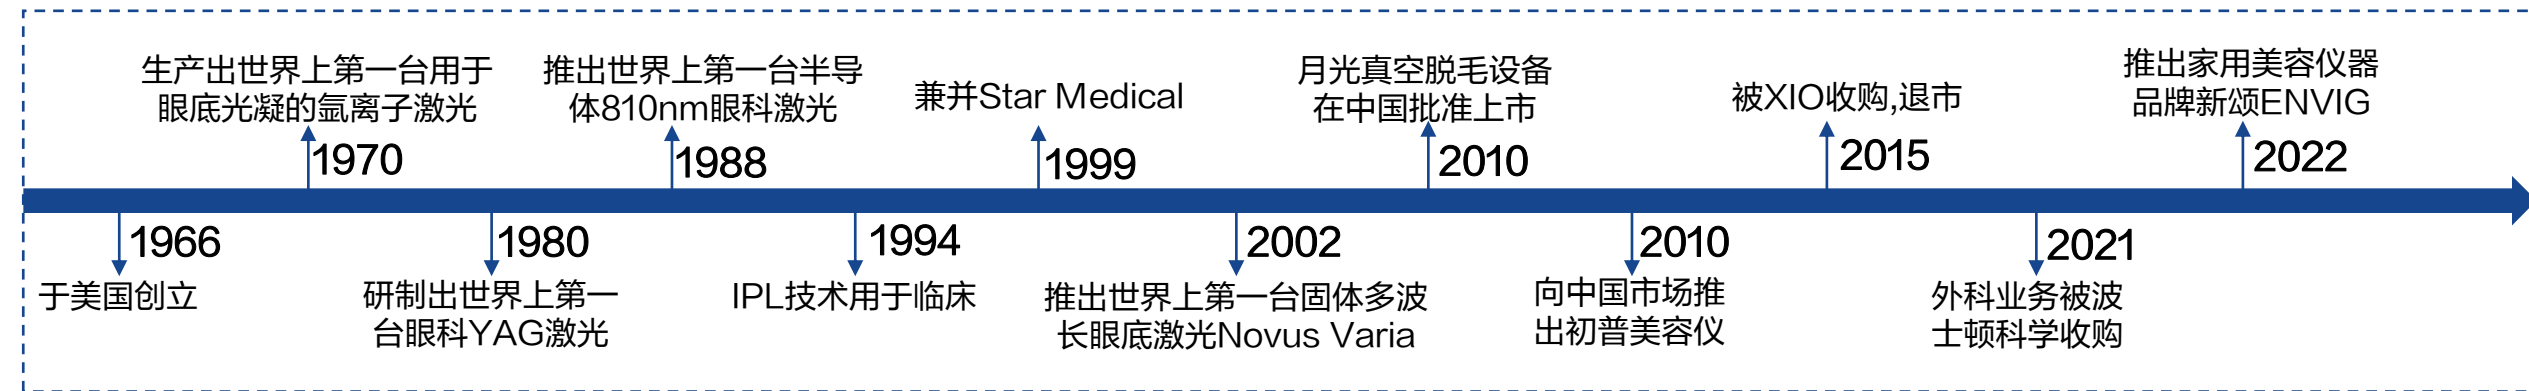 生产出世界上第一台用于
眼底光凝的氩离子激光
1970
推出世界上第一台半导
体810nm眼科激光
1988
兼并Star Medical
1999
月光真空脱毛设备
在中国批准上市
2010
被XIO收购,退市
2015
推出家用美容仪器
品牌新颂ENVIG
2022
1966
于美国创立
1980
研制出世界上第一
台眼科YAG激光
1994
IPL技术用于临床
2002
推出世界上第一台固体多波
长眼底激光Novus Varia
2010
向中国市场推
出初普美容仪
2021
外科业务被波
士顿科学收购